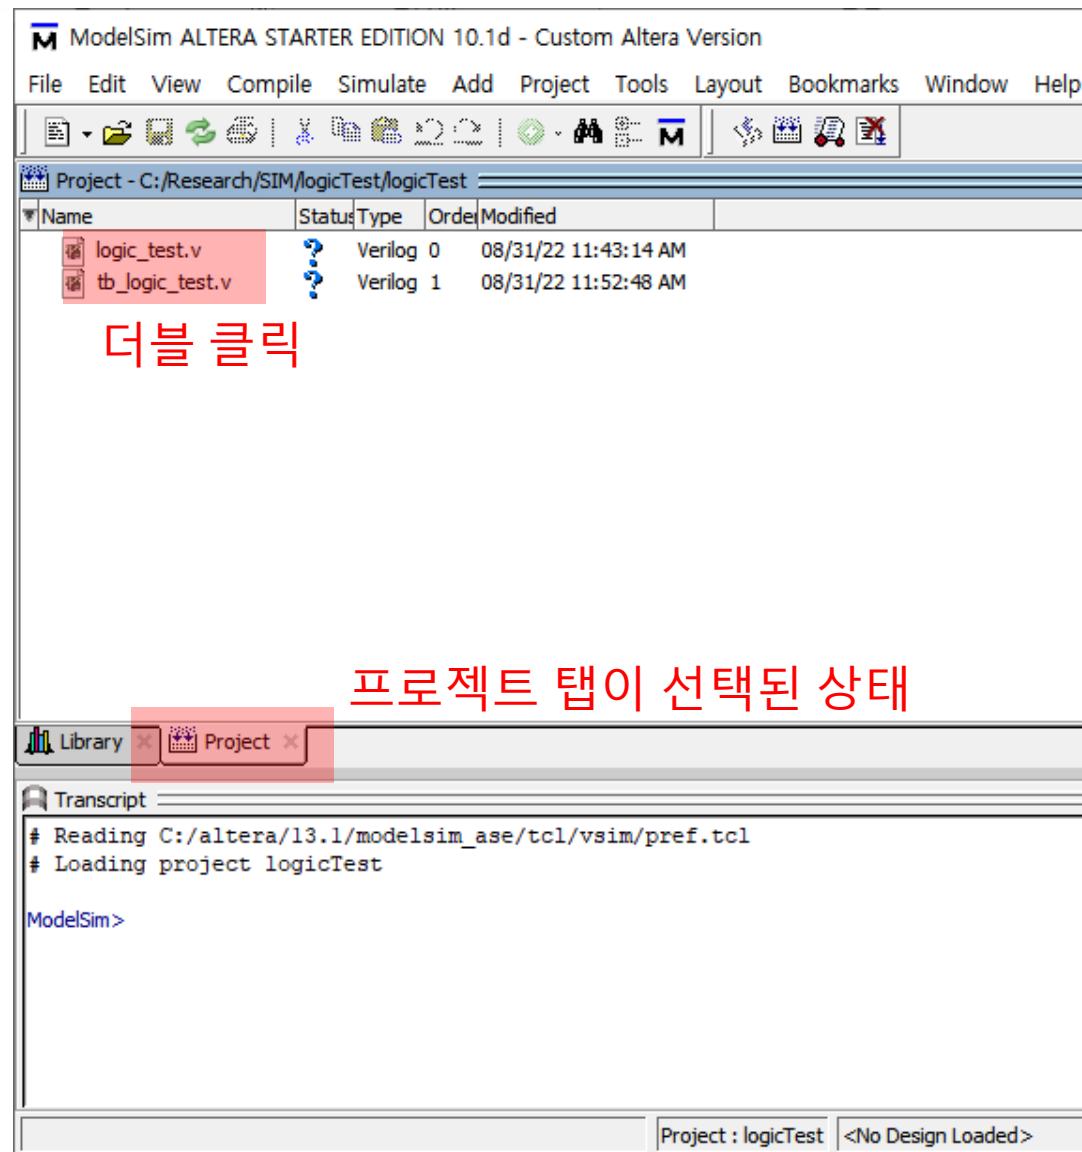 ModelSim ALTERA STARTER EDITION 10.1d - Custom Altera Version
File Edit View Compile Simulate Add Project Tools Layout Bookmarks Window Help
Project - C:/Research/SIM/logicTest/logicTest
Name Status Type Order Modified
logic_test.v ? Verilog 0 08/31/22 11:43:14 AM
tb_logic_test.v ? Verilog 1 08/31/22 11:52:48 AM
더블 클릭
프로젝트 탭이 선택된 상태
Library Project
Transcript
# Reading C:/altera/13.1/modelsim_ase/tcl/vsim/pref.tcl
# Loading project logicTest
ModelSim>
Project : logicTest <No Design Loaded>